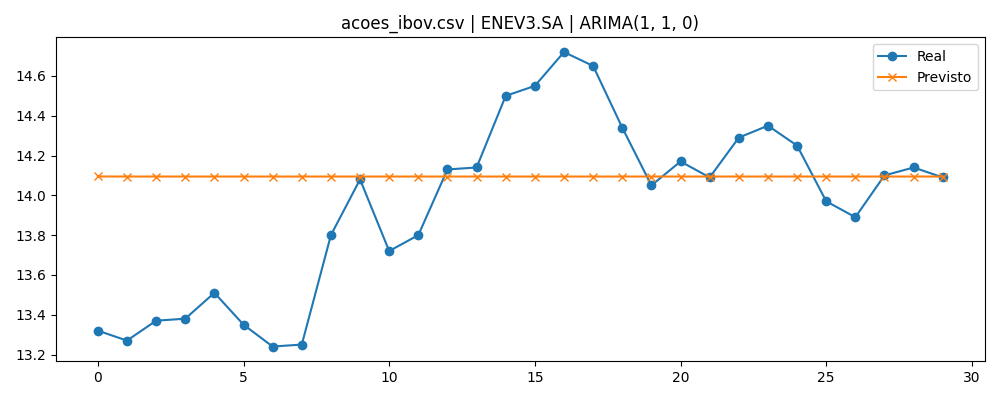 acoes_ibov.csv | ENEV3.SA | ARIMA(1, 1, 0)
Real
Previsto
14.6
14.4
14.2
14.0
13.8
13.6
13.4
13.2
0 5 10 15 20 25 30